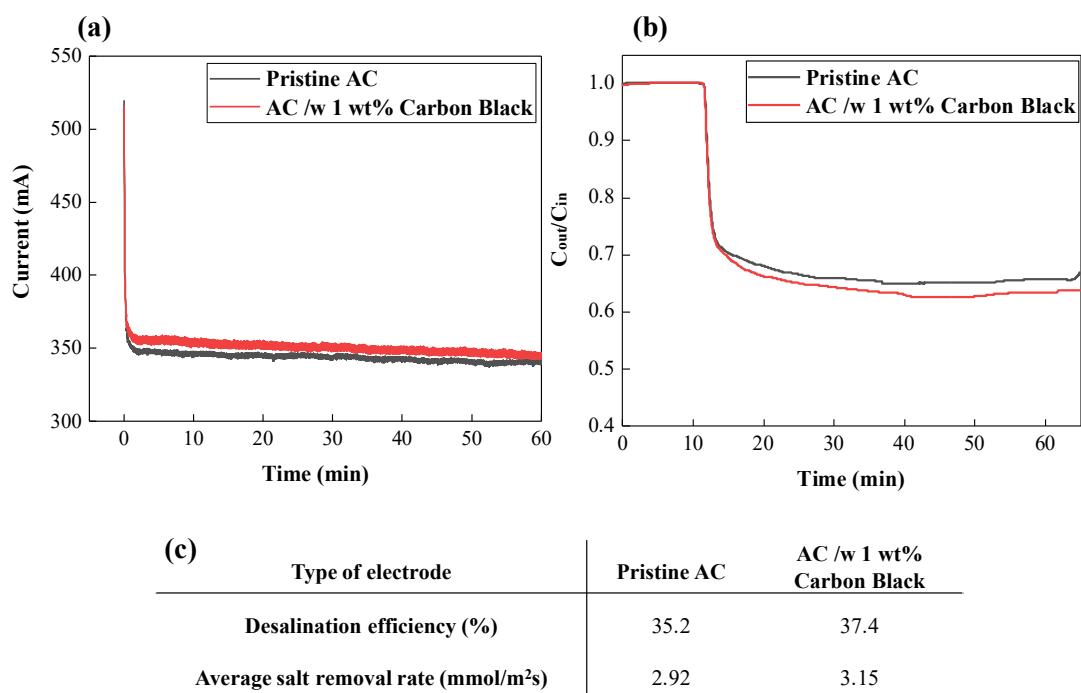 (a)
550
500
450
400
350
300
Current (mA)
Pristine AC
AC /w 1 wt% Carbon Black
0
10
20
30
40
50
60
Time (min)
(b)
1.0
0.9
0.8
0.7
0.6
0.5
0.4
Cout/Cin
Pristine AC
AC /w 1 wt% Carbon Black
0
10
20
30
40
50
60
Time (min)
(c)
Type of electrode
Pristine AC
AC /w 1 wt%
Carbon Black
Desalination efficiency (%)
35.2
37.4
Average salt removal rate (mmol/m²s)
2.92
3.15